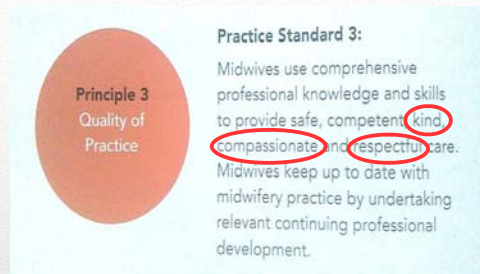 Principle 3
Quality of
Practice
Practice Standard 3:
Midwives use comprehensive
professional knowledge and skills
to provide safe, competent, kind,
compassionate and respectful care.
Midwives keep up to date with
midwifery practice by undertaking
relevant continuing professional
development.